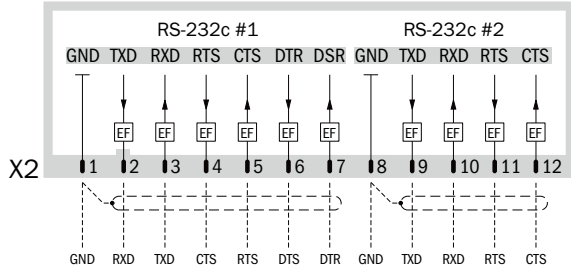 RS-232c #1 RS-232c #2
GND TXD RXD RTS CTS DTR DSR GND TXD RXD RTS CTS
EF EF EF EF EF EF EF EF EF EF
X2 1 2 3 4 5 6 7 8 9 10 11 12
GND RXD TXD CTS RTS DTS DTR GND TXD RXD RTS CTS